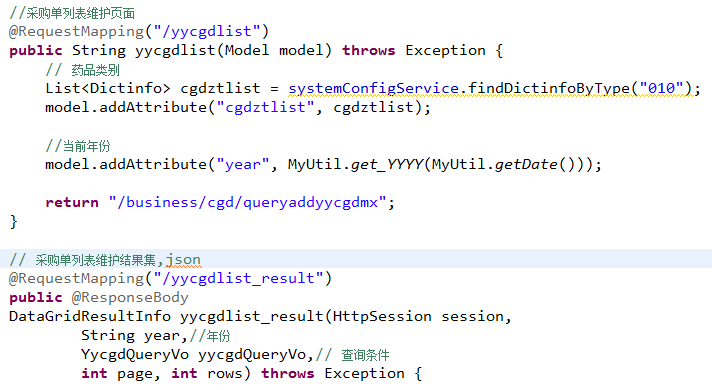 //采购单列表维护页面
@RequestMapping("/yycgdlist")
public String yycgdlist(Model model) throws Exception {
    // 药品类别
    List<Dictinfo> cgdztlist = systemConfigService.findDictinfoByType("010");
    model.addAttribute("cgdztlist", cgdztlist);

    //当前年份
    model.addAttribute("year", MyUtil.get_YYYY(MyUtil.getDate()));

    return "/business/cgd/queryaddyycgdmx";
}

// 采购单列表维护结果集,json
@RequestMapping("/yycgdlist_result")
public @ResponseBody
DataGridResultInfo yycgdlist_result(HttpSession session,
        String year,//年份
        YycgdQueryVo yycgdQueryVo,// 查询条件
        int page, int rows) throws Exception {